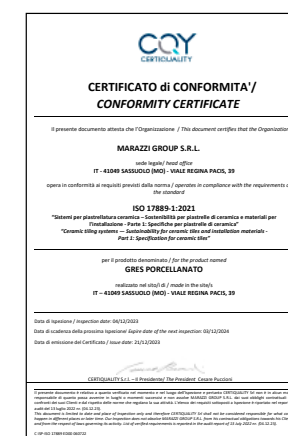 CQY
CERTIQUALITY
CERTIFICATO di CONFORMITA'/
CONFORMITY CERTIFICATE
Il presente documento attesta che l'Organizzazione / This document certifies that the Organization
MARAZZI GROUP S.R.L.
sede legale/ head office
IT - 41049 SASSUOLO (MO) - VIALE REGINA PACIS, 39
opera in conformità ai requisiti previsti dalla norma / operates in compliance with the requirements o
the standard
ISO 17889-1:2021
"Sistemi per piastrellatura ceramica – Sostenibilità per piastrelle di ceramica e materiali per
l'installazione - Parte 1: Specifiche per piastrelle di ceramica"
"Ceramic tiling systems — Sustainability for ceramic tiles and installation materials -
Part 1: Specification for ceramic tiles"
per il prodotto denominato / for the product named
GRES PORCELLANATO
realizzato nel sito/i di / made in the site/s
IT – 41049 SASSUOLO (MO) - VIALE REGINA PACIS, 39
Data di ispezione / inspection date: 04/12/2023
Data di scadenza della prossima ispezione/ Expire date of the next inspection: 03/12/2024
Data di emissione del Certificato / issue date: 21/12/2023
CERTIQUALITY S.r.l. – Il Presidente/ The President Cesare Puccioni